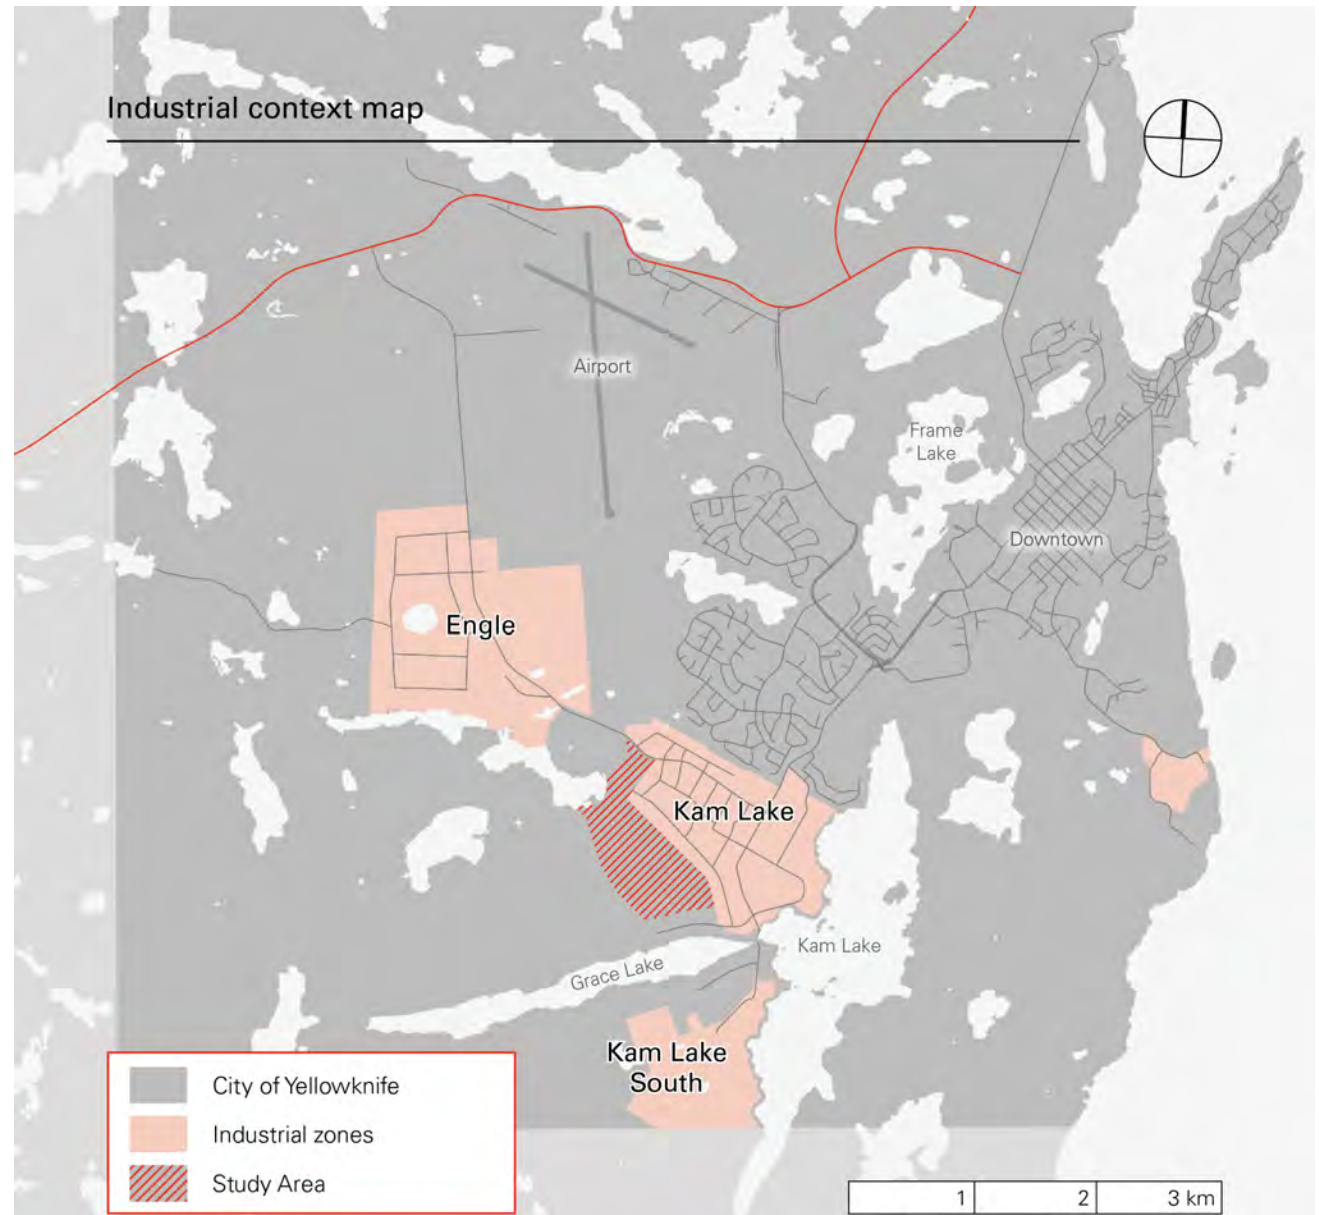 Industrial context map
Airport
Frame
Lake
Downtown
Engle
Kam Lake
Kam Lake
Grace Lake
Kam Lake
South
City of Yellowknife
Industrial zones
Study Area
1
2
3 km